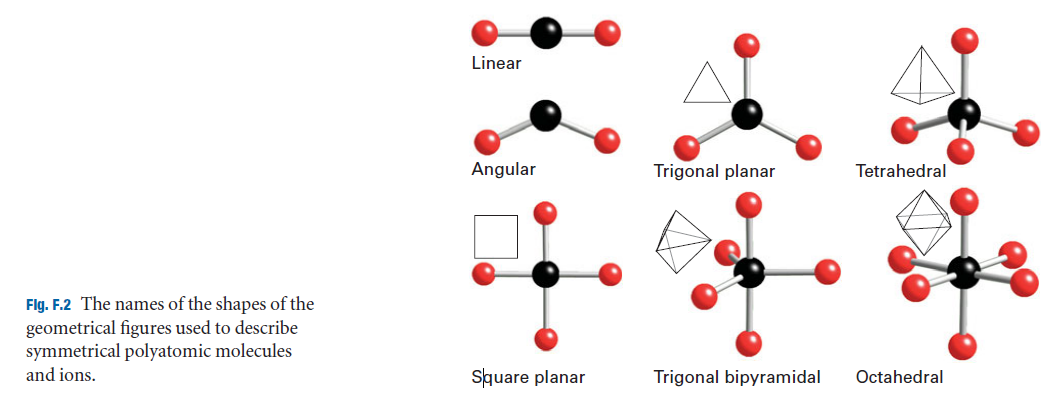 Linear
Angular
Trigonal planar
Tetrahedral
Fig. F.2 The names of the shapes of the
geometrical figures used to describe
symmetrical polyatomic molecules
and ions.
Square planar
Trigonal bipyramidal
Octahedral